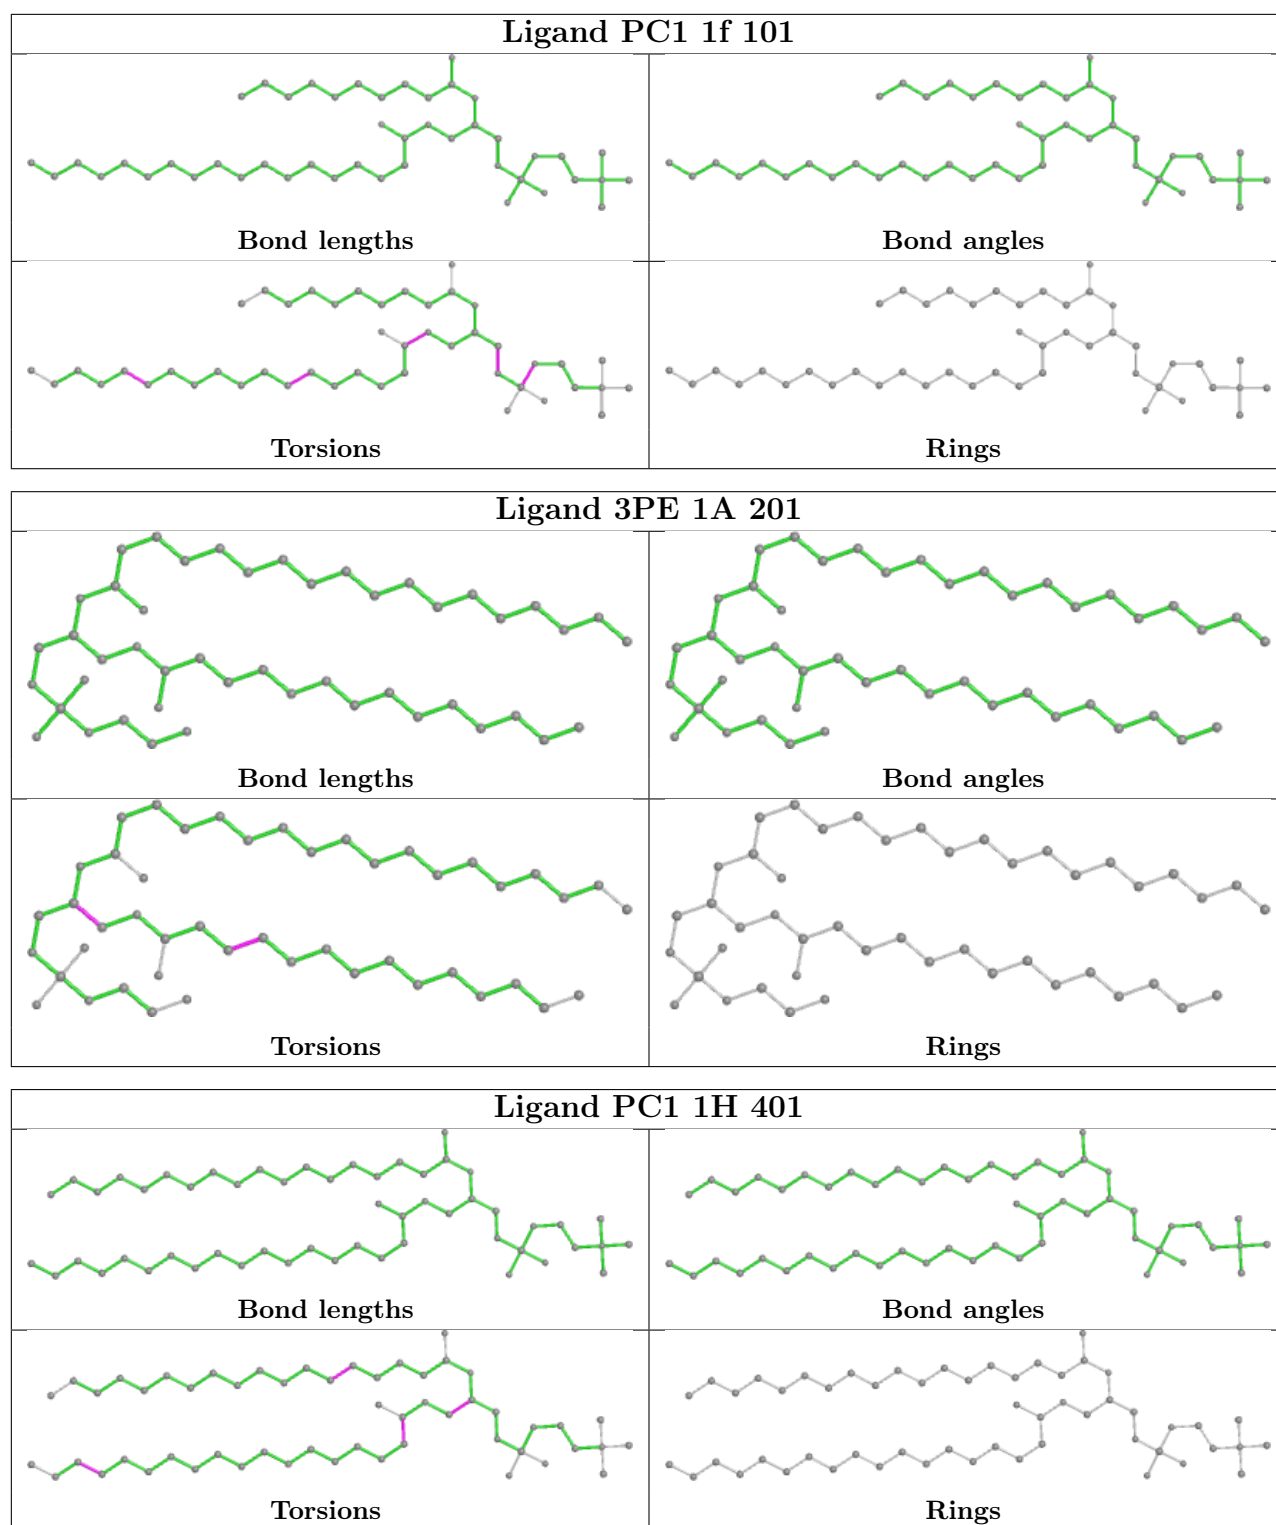 Ligand PC1 1f 101
Bond lengths
Bond angles
Torsions
Rings
Ligand 3PE 1A 201
Bond lengths
Bond angles
Torsions
Rings
Ligand PC1 1H 401
Bond lengths
Bond angles
Torsions
Rings